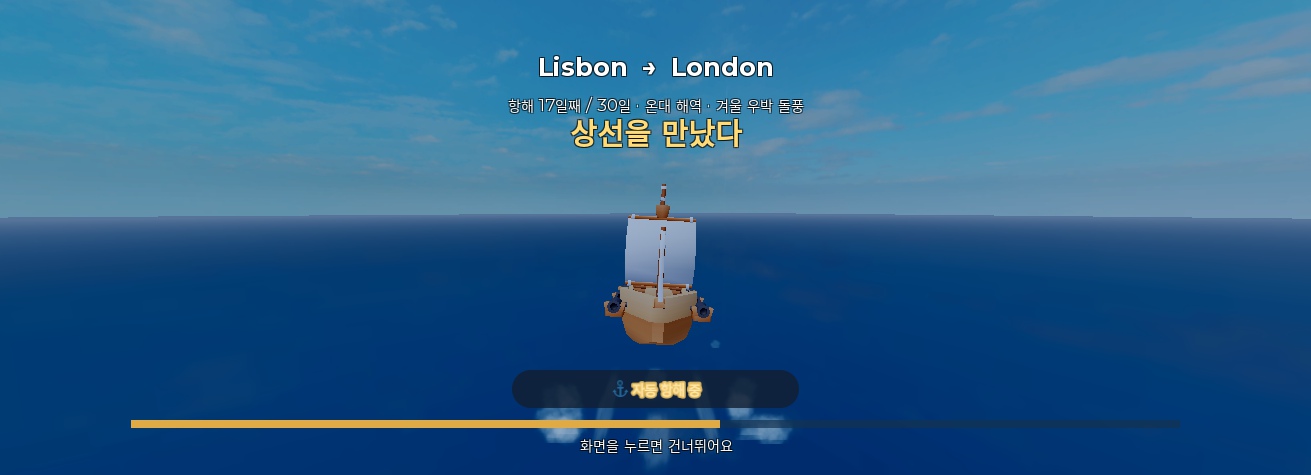 Lisbon → London
항해 17일째 / 30일 · 온대 해역 · 겨울 우박 돌풍
상선을 만났다
⚓ 자동 항해 중
화면을 누르면 건너뛰어요